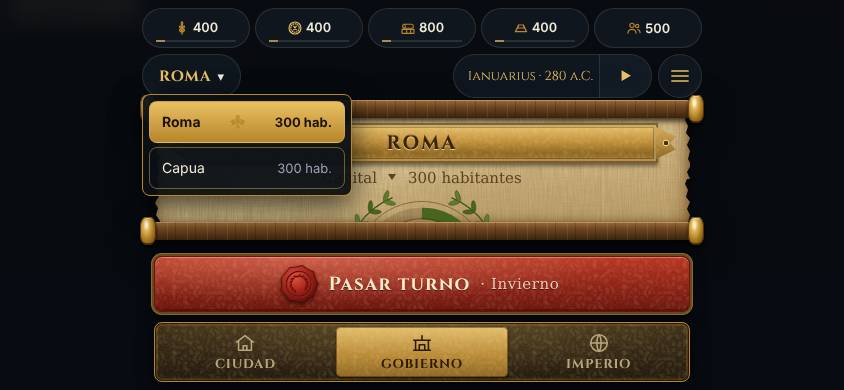 400
400
800
400
500
ROMA ▾
IANUARIUS · 280 A.C.
Roma 300 hab.
Capua 300 hab.
ROMA
ital ▾ 300 habitantes
PASAR TURNO · Invierno
CIUDAD
GOBIERNO
IMPERIO